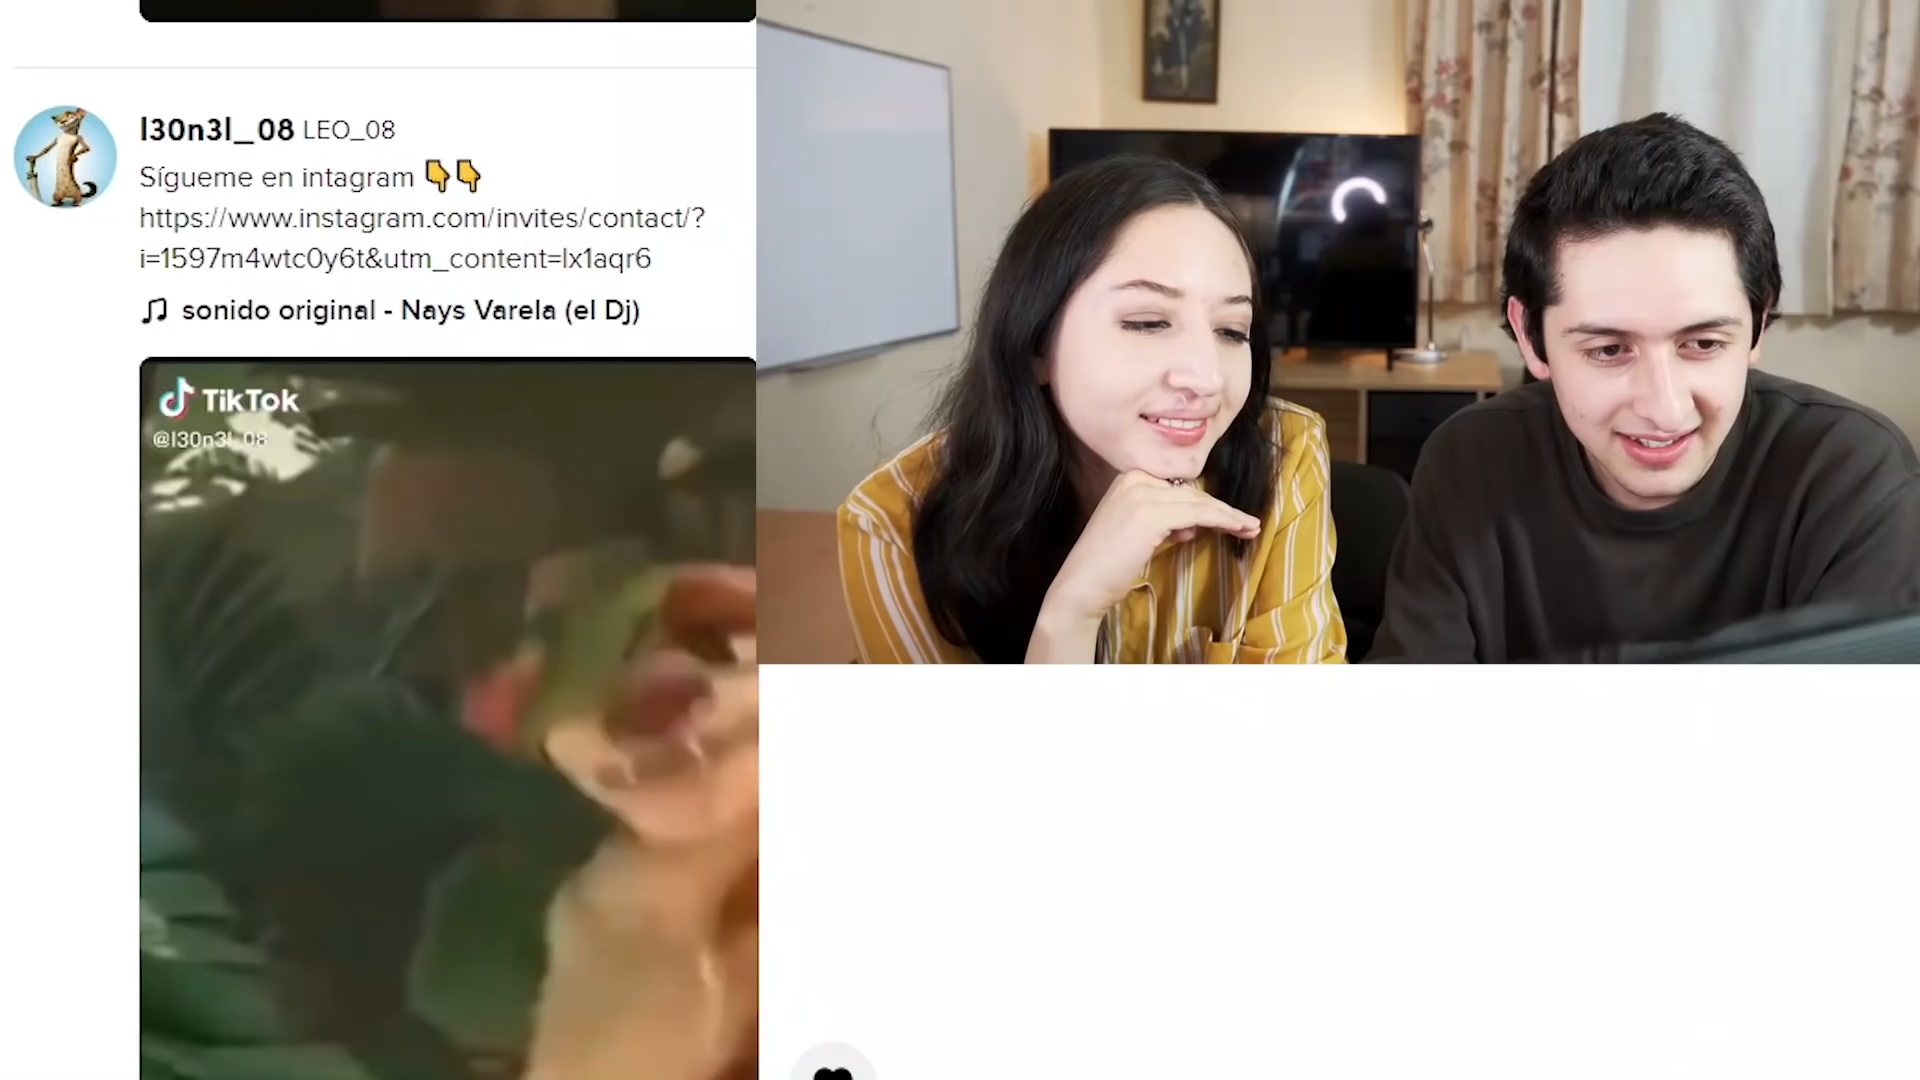 l30n3l_08 LEO_08
Sígueme en intagram 👇👇
https://www.instagram.com/invites/contact/?
i=1597m4wtc0y6t&utm_content=lx1aqr6
sonido original - Nays Varela (el Dj)
TikTok
@l30n3l_08